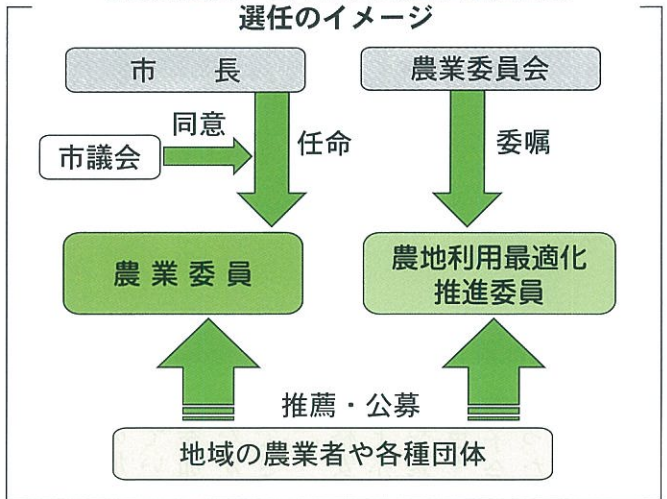 選任のイメージ
市　長
農業委員会
同意
任命
委嘱
市議会
農業委員
農地利用最適化
推進委員
推薦・公募
地域の農業者や各種団体